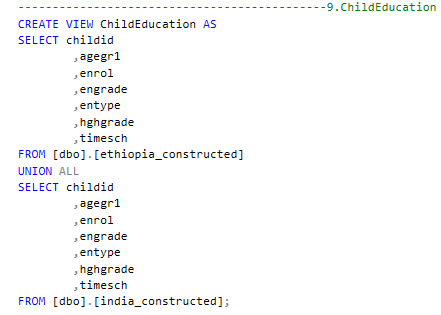 ---------------------------------------------9.ChildEducation
CREATE VIEW ChildEducation AS
SELECT childid
,agegr1
,enrol
,engrade
,entype
,hghgrade
,timesch
FROM [dbo].[ethiopia_constructed]
UNION ALL
SELECT childid
,agegr1
,enrol
,engrade
,entype
,hghgrade
,timesch
FROM [dbo].[india_constructed];